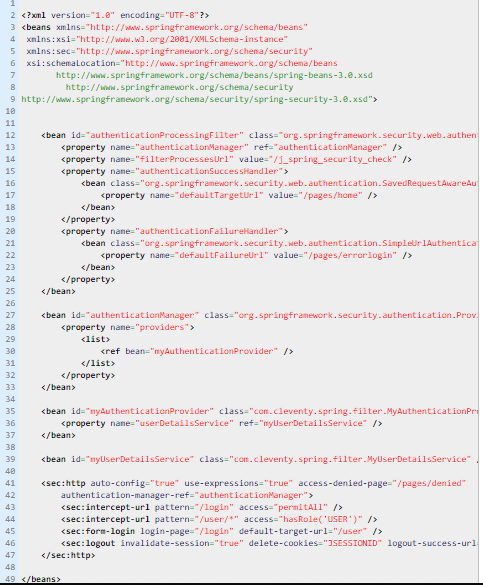 1
2 <?xml version="1.0" encoding="UTF-8"?>
3 <beans xmlns="http://www.springframework.org/schema/beans"
4 xmlns:xsi="http://www.w3.org/2001/XMLSchema-instance"
5 xmlns:sec="http://www.springframework.org/schema/security"
6 xsi:schemaLocation="http://www.springframework.org/schema/beans
7 http://www.springframework.org/schema/beans/spring-beans-3.0.xsd
8 http://www.springframework.org/schema/security
9 http://www.springframework.org/schema/security/spring-security-3.0.xsd">
10
11
12 <bean id="authenticationProcessingFilter" class="org.springframework.security.web.authen
13 <property name="authenticationManager" ref="authenticationManager" />
14 <property name="filterProcessesUrl" value="/j_spring_security_check" />
15 <property name="authenticationSuccessHandler">
16 <bean class="org.springframework.security.web.authentication.SavedRequestAwareAu
17 <property name="defaultTargetUrl" value="/pages/home" />
18 </bean>
19 </property>
20 <property name="authenticationFailureHandler">
21 <bean class="org.springframework.security.web.authentication.SimpleUrlAuthentica
22 <property name="defaultFailureUrl" value="/pages/errorlogin" />
23 </bean>
24 </property>
25 </bean>
26
27 <bean id="authenticationManager" class="org.springframework.security.authentication.Prov
28 <property name="providers">
29 <list>
30 <ref bean="myAuthenticationProvider" />
31 </list>
32 </property>
33 </bean>
34
35 <bean id="myAuthenticationProvider" class="com.cleventy.spring.filter.MyAuthenticationPr
36 <property name="userDetailsService" ref="myUserDetailsService" />
37 </bean>
38
39 <bean id="myUserDetailsService" class="com.cleventy.spring.filter.MyUserDetailsService" /
40
41 <sec:http auto-config="true" use-expressions="true" access-denied-page="/pages/denied"
42 authentication-manager-ref="authenticationManager">
43 <sec:intercept-url pattern="/login" access="permitAll" />
44 <sec:intercept-url pattern="/user/*" access="hasRole('USER')" />
45 <sec:form-login login-page="/login" default-target-url="/user" />
46 <sec:logout invalidate-session="true" delete-cookies="JSESSIONID" logout-success-url=
47 </sec:http>
48
49 </beans>